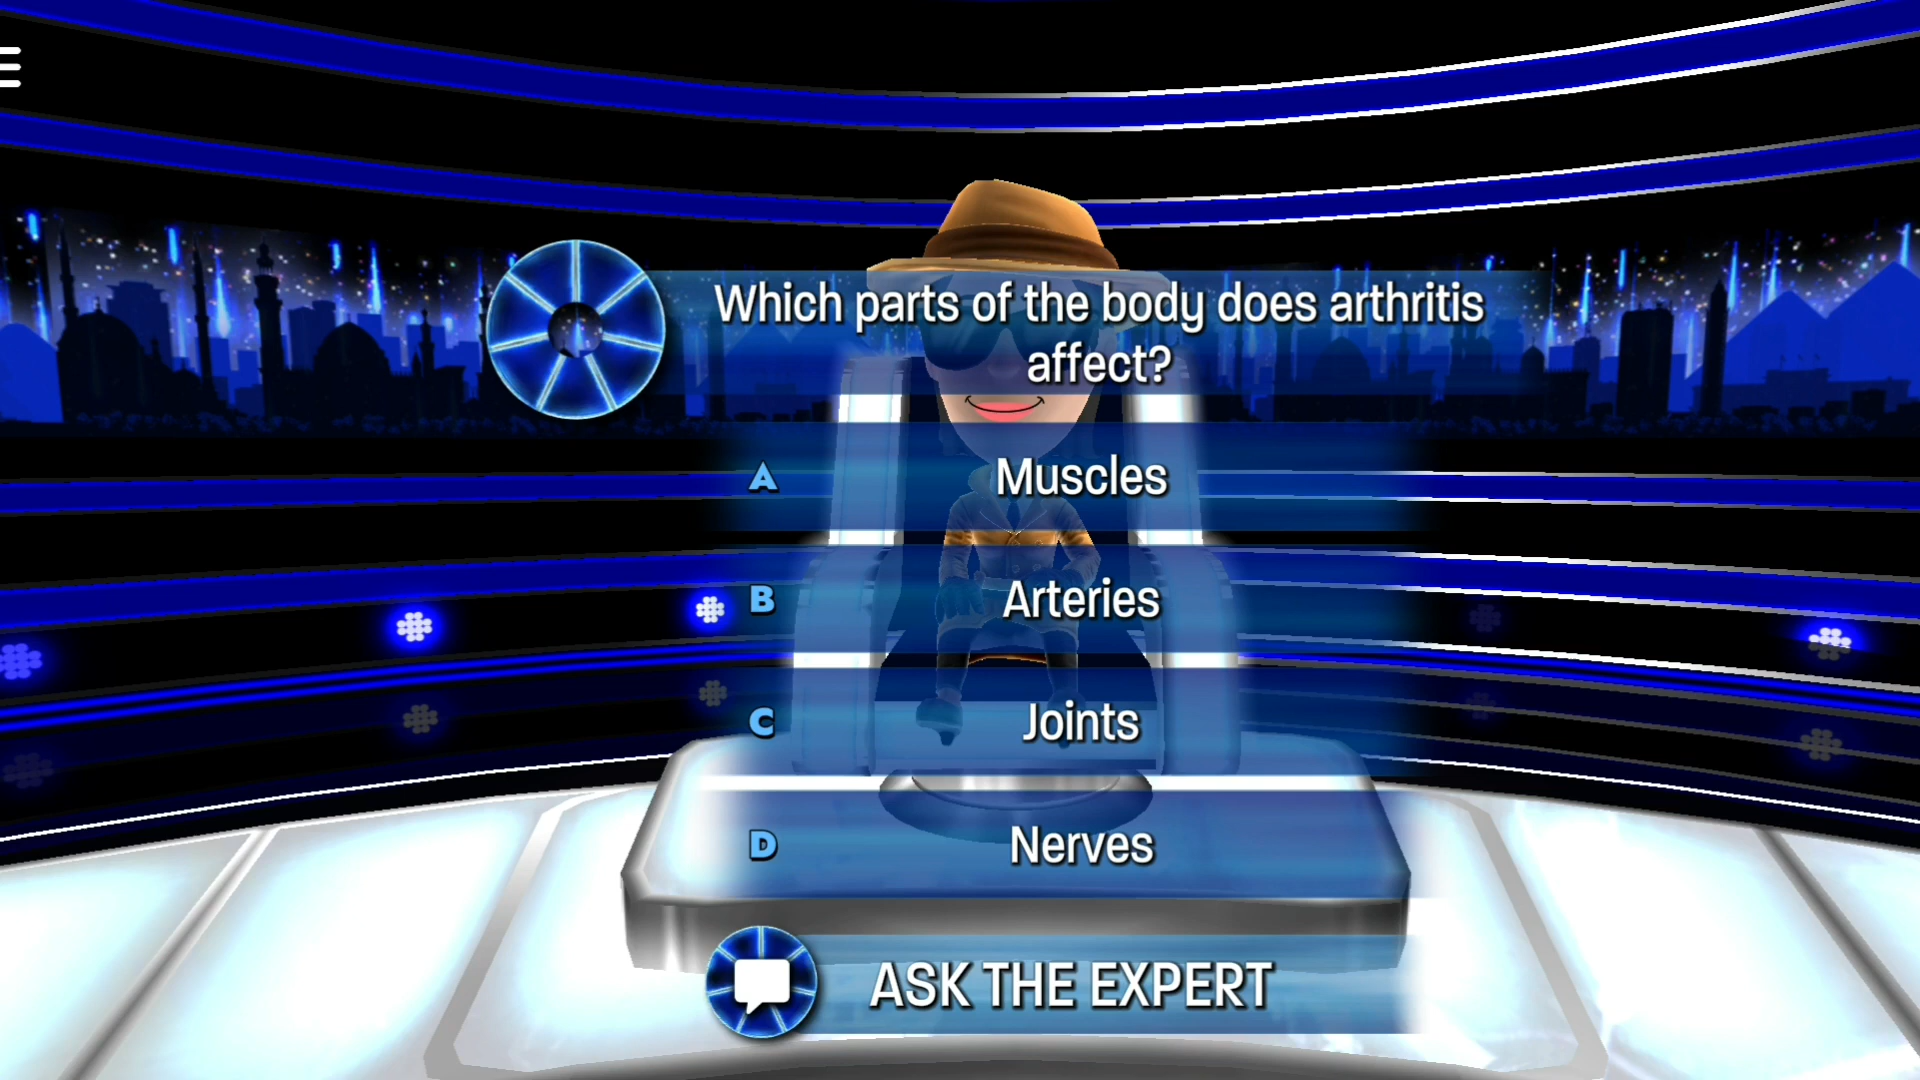 Which parts of the body does arthritis
affect?
A Muscles
B Arteries
C Joints
D Nerves
ASK THE EXPERT